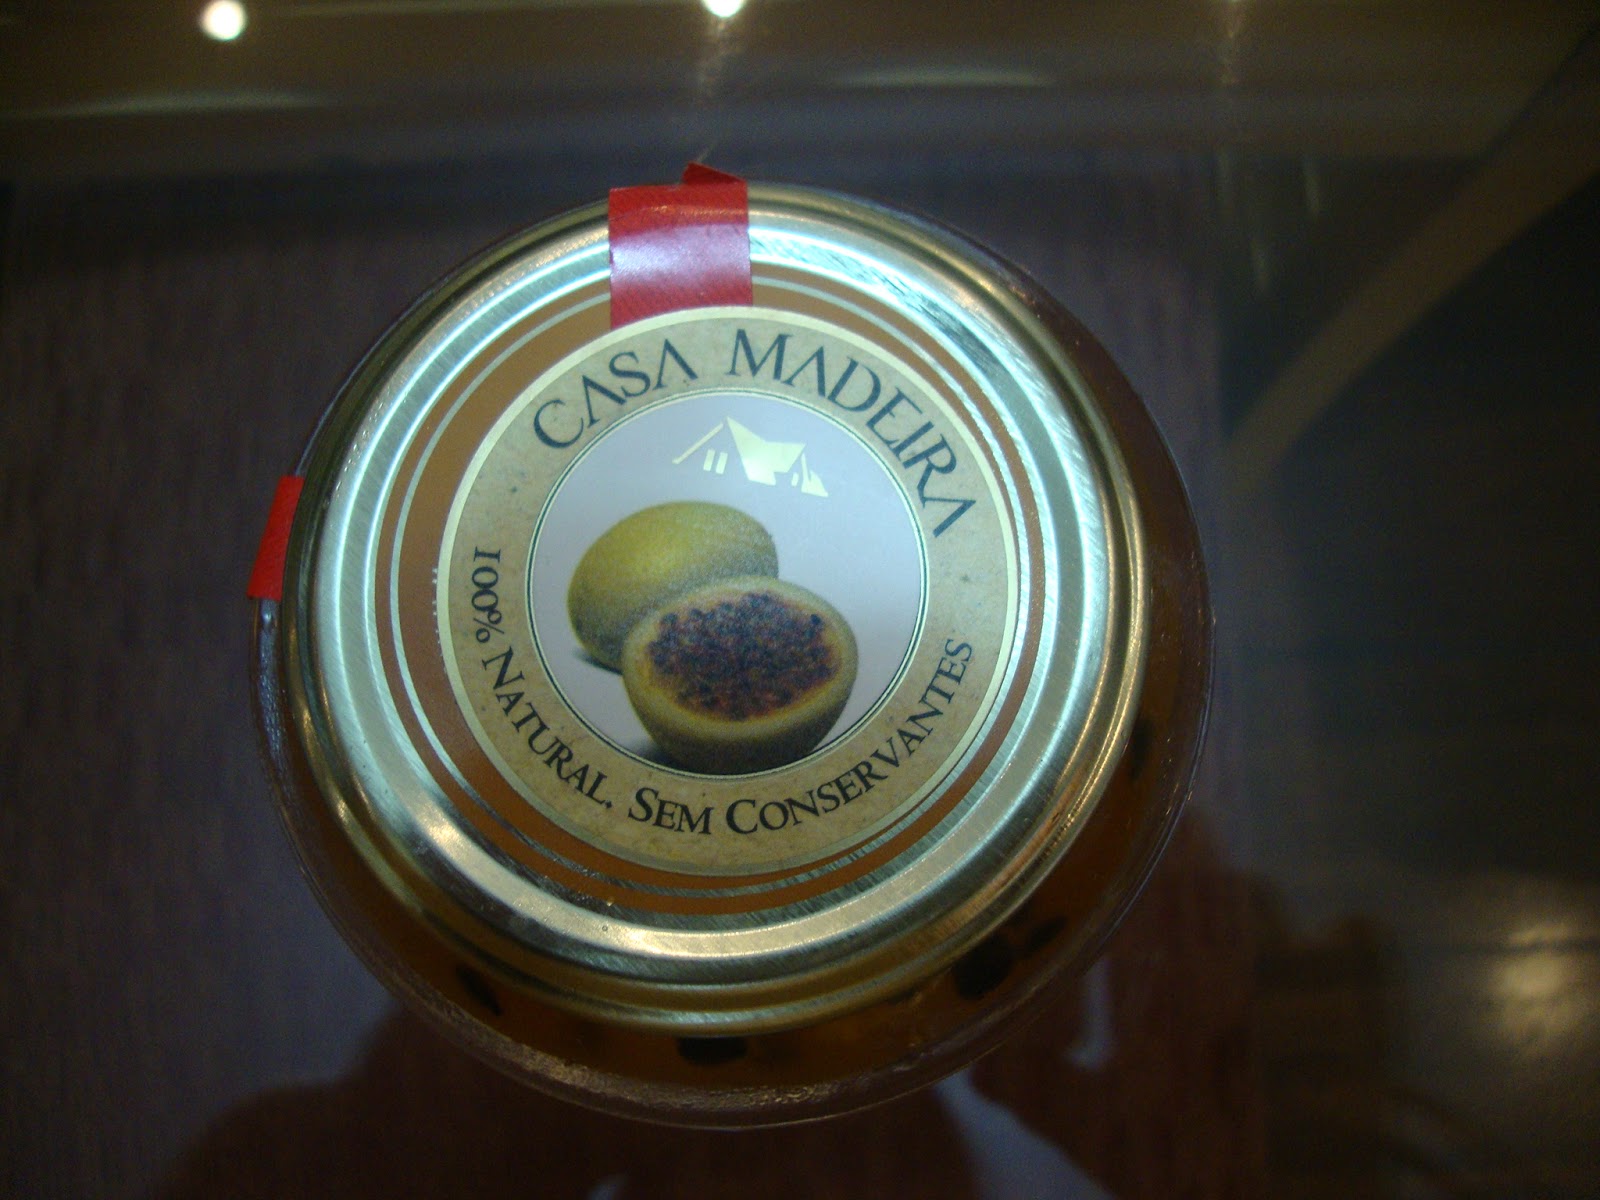 CASA MADEIRA
100% NATURAL. SEM CONSERVANTES